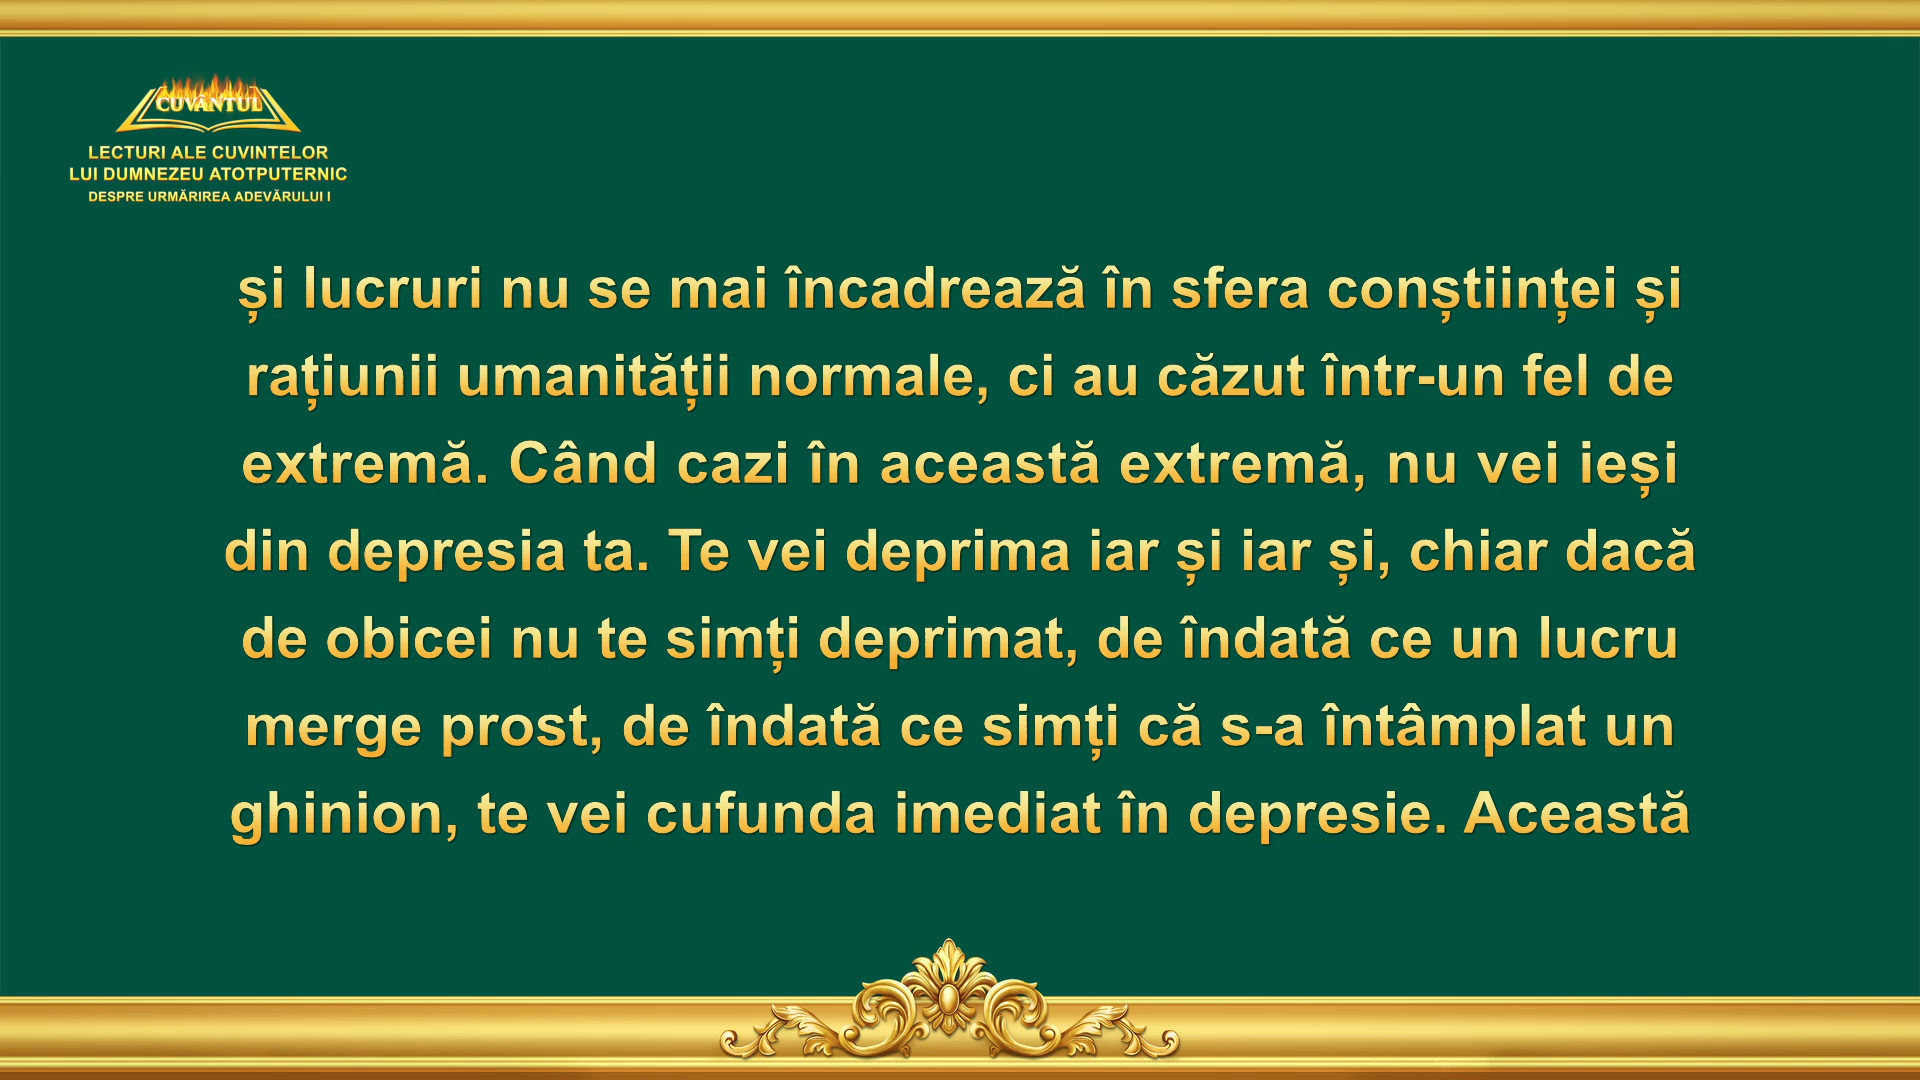 CUVÂNTUL
LECTURI ALE CUVINTELOR
LUI DUMNEZEU ATOTPUTERNIC
DESPRE URMĂRIREA ADEVĂRULUI I
și lucruri nu se mai încadrează în sfera conștiinței și
rațiunii umanității normale, ci au căzut într-un fel de
extremă. Când cazi în această extremă, nu vei ieși
din depresia ta. Te vei deprima iar și iar și, chiar dacă
de obicei nu te simți deprimat, de îndată ce un lucru
merge prost, de îndată ce simți că s-a întâmplat un
ghinion, te vei cufunda imediat în depresie. Această